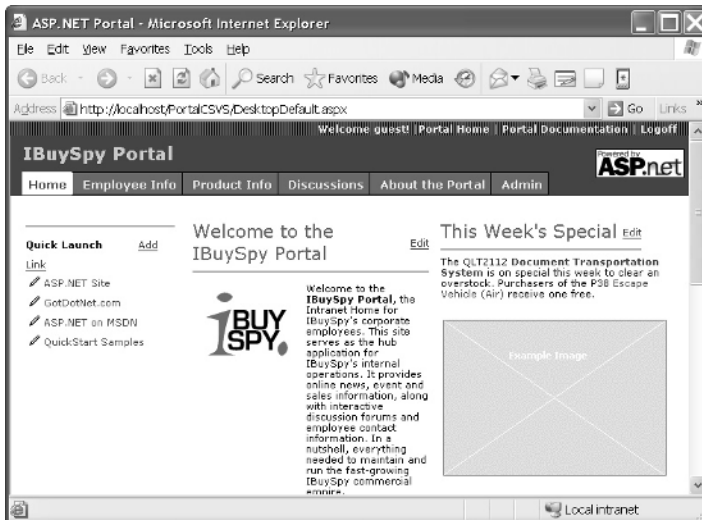 ASP.NET Portal - Microsoft Internet Explorer
File Edit View Favorites Tools Help
Back Search Favorites Media
Address http://localhost/PortalCSVS/DesktopDefault.aspx Go Links »
Welcome guest! | Portal Home | Portal Documentation | Logoff
IBuySpy Portal
Powered by
ASP.net
Home Employee Info Product Info Discussions About the Portal Admin
Quick Launch Add
Link
ASP.NET Site
GotDotNet.com
ASP.NET on MSDN
QuickStart Samples
Welcome to the
IBuySpy Portal Edit
iBUY
SPY.
Welcome to the
IBuySpy Portal, the
Intranet Home for
IBuySpy's corporate
employees. This site
serves as the hub
application for
IBuySpy's internal
operations. It provides
online news, event and
sales information, along
with interactive
discussion forums and
employee contact
information. In a
nutshell, everything
needed to maintain and
run the fast-growing
IBuySpy commercial
empire.
This Week's Special Edit
The QLT2112 Document Transportation
System is on special this week to clear an
overstock. Purchasers of the P38 Escape
Vehicle (Air) receive one free.
Example Image
Local intranet